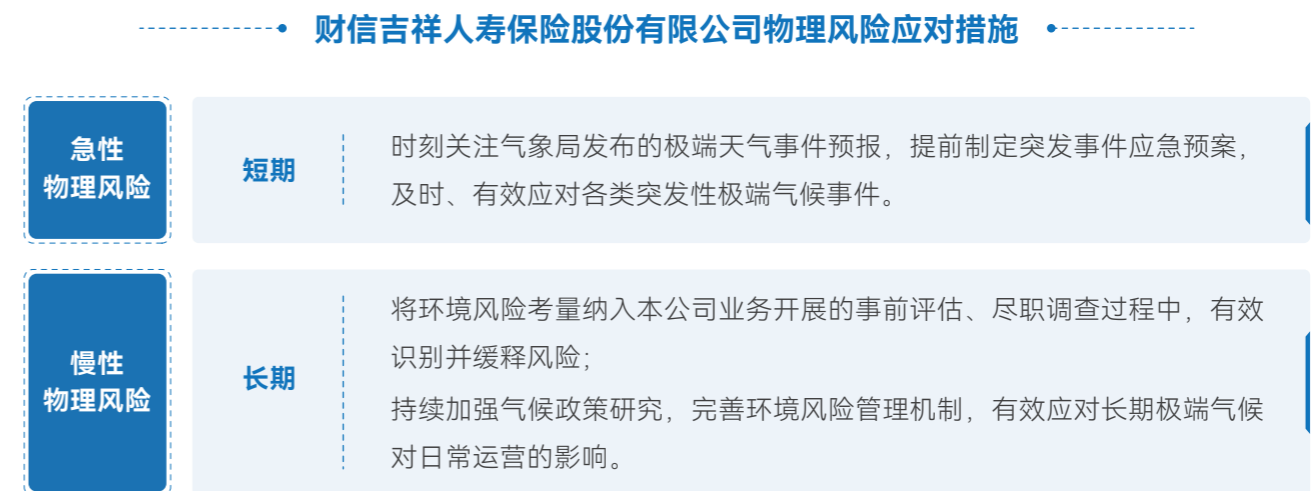 财信吉祥人寿保险股份有限公司物理风险应对措施
急性
物理风险
短期
时刻关注气象局发布的极端天气事件预报，提前制定突发事件应急预案，
及时、有效应对各类突发性极端气候事件。
慢性
物理风险
长期
将环境风险考量纳入本公司业务开展的事前评估、尽职调查过程中，有效
识别并缓释风险；
持续加强气候政策研究，完善环境风险管理机制，有效应对长期极端气候
对日常运营的影响。